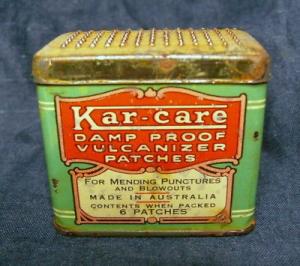 Kar-care
DAMP PROOF
VULCANIZER
PATCHES
FOR MENDING PUNCTURES
AND BLOWOUTS
MADE IN AUSTRALIA
CONTENTS WHEN PACKED
6 PATCHES